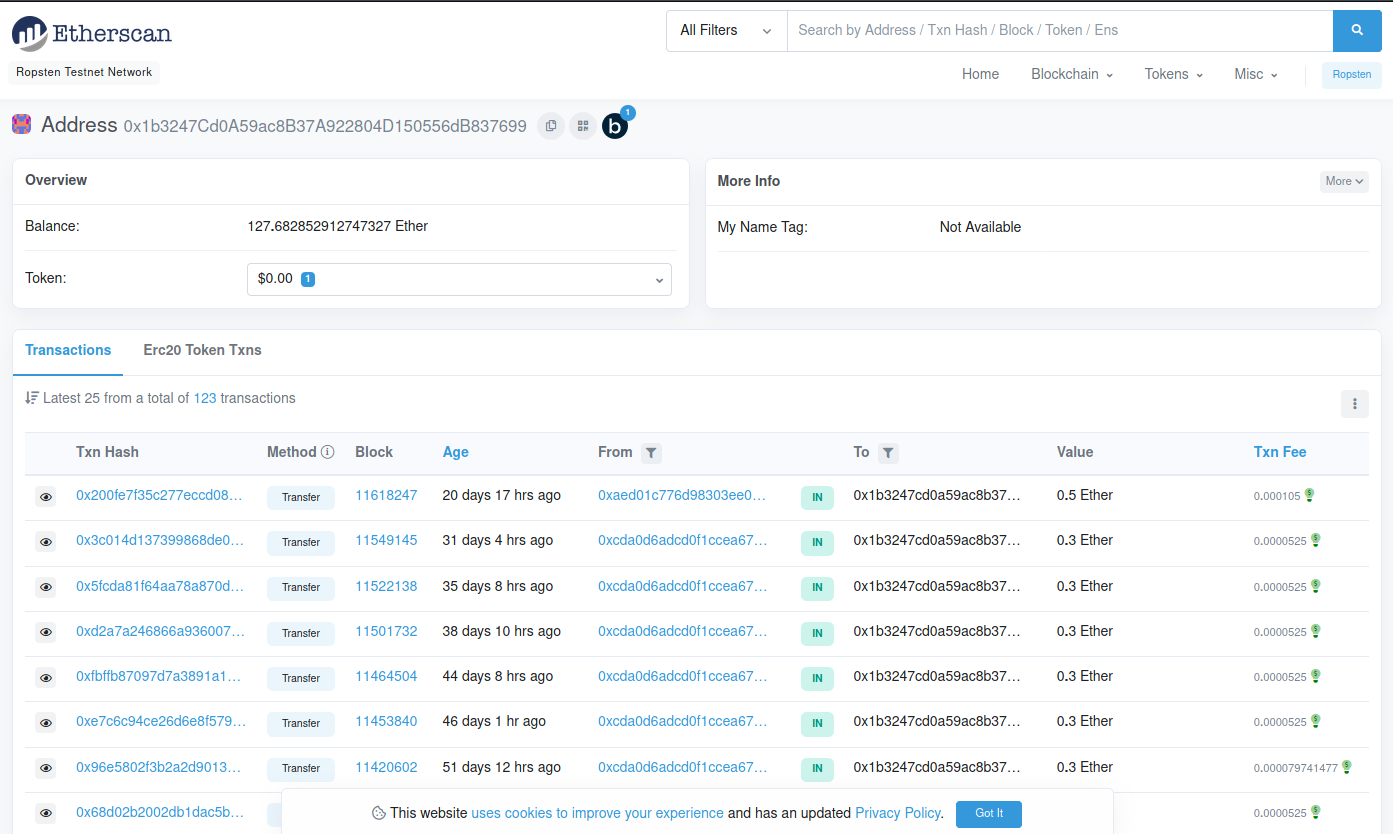 Etherscan
All Filters Search by Address / Txn Hash / Block / Token / Ens
Ropsten Testnet Network
Home Blockchain Tokens Misc Ropsten
Address 0x1b3247Cd0A59ac8B37A922804D150556dB837699 b 1
Overview
Balance: 127.682852912747327 Ether
Token: $0.00 1
More Info More
My Name Tag: Not Available
Transactions Erc20 Token Txns
Latest 25 from a total of 123 transactions
Txn Hash Method Block Age From To Value Txn Fee
0x200fe7f35c277eccd08... Transfer 11618247 20 days 17 hrs ago 0xaed01c776d98303ee0... IN 0x1b3247cd0a59ac8b37... 0.5 Ether 0.000105
0x3c014d137399868de0... Transfer 11549145 31 days 4 hrs ago 0xcda0d6adcd0f1ccea67... IN 0x1b3247cd0a59ac8b37... 0.3 Ether 0.0000525
0x5fcda81f64aa78a870d... Transfer 11522138 35 days 8 hrs ago 0xcda0d6adcd0f1ccea67... IN 0x1b3247cd0a59ac8b37... 0.3 Ether 0.0000525
0xd2a7a246866a936007... Transfer 11501732 38 days 10 hrs ago 0xcda0d6adcd0f1ccea67... IN 0x1b3247cd0a59ac8b37... 0.3 Ether 0.0000525
0xfbffb87097d7a3891a1... Transfer 11464504 44 days 8 hrs ago 0xcda0d6adcd0f1ccea67... IN 0x1b3247cd0a59ac8b37... 0.3 Ether 0.0000525
0xe7c6c94ce26d6e8f579... Transfer 11453840 46 days 1 hr ago 0xcda0d6adcd0f1ccea67... IN 0x1b3247cd0a59ac8b37... 0.3 Ether 0.0000525
0x96e5802f3b2a2d9013... Transfer 11420602 51 days 12 hrs ago 0xcda0d6adcd0f1ccea67... IN 0x1b3247cd0a59ac8b37... 0.3 Ether 0.000079741477
0x68d02b2002db1dac5b... 0.0000525
This website uses cookies to improve your experience and has an updated Privacy Policy. Got It